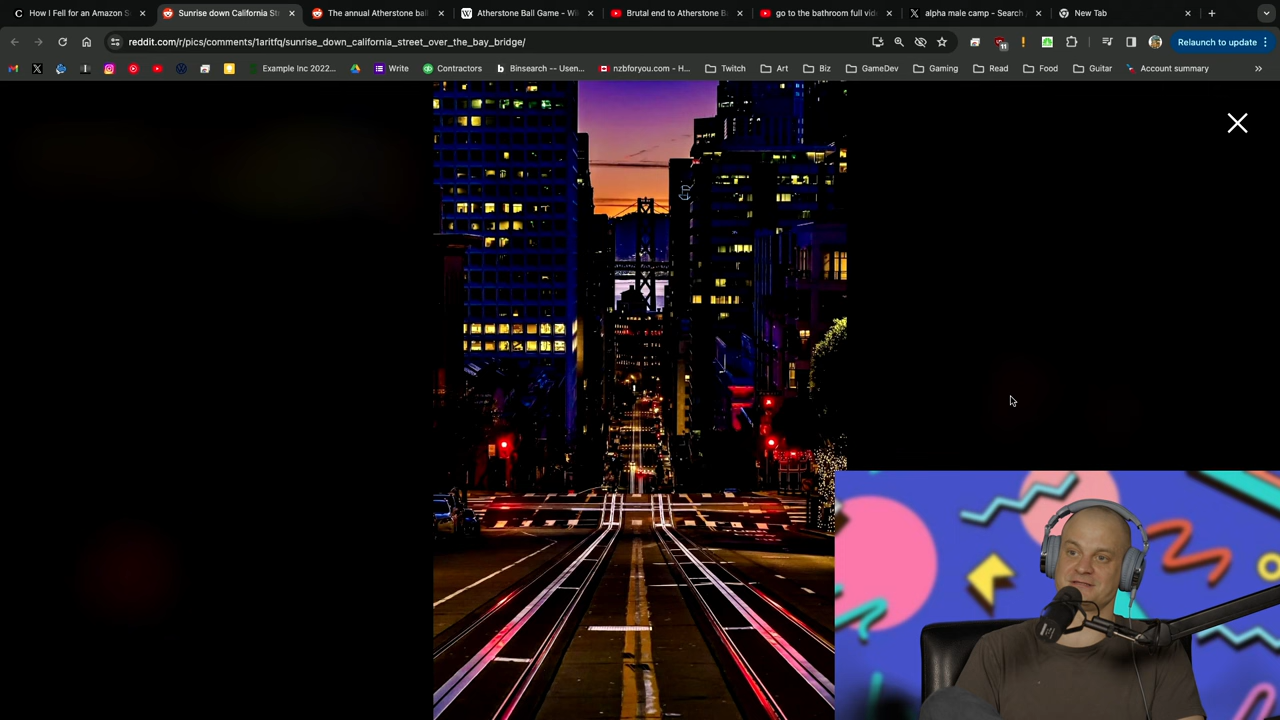 How I Fell for an Amazon S
Sunrise down California St
The annual Atherstone ball
Atherstone Ball Game - Wi
Brutal end to Atherstone B
go to the bathroom full vid
alpha male camp - Search
New Tab
reddit.com/r/pics/comments/1aritfq/sunrise_down_california_street_over_the_bay_bridge/
11
Relaunch to update
Example Inc 2022...
Write
Contractors
Binsearch -- Usen...
nzbforyou.com - H...
Twitch
Art
Biz
GameDev
Gaming
Read
Food
Guitar
Account summary